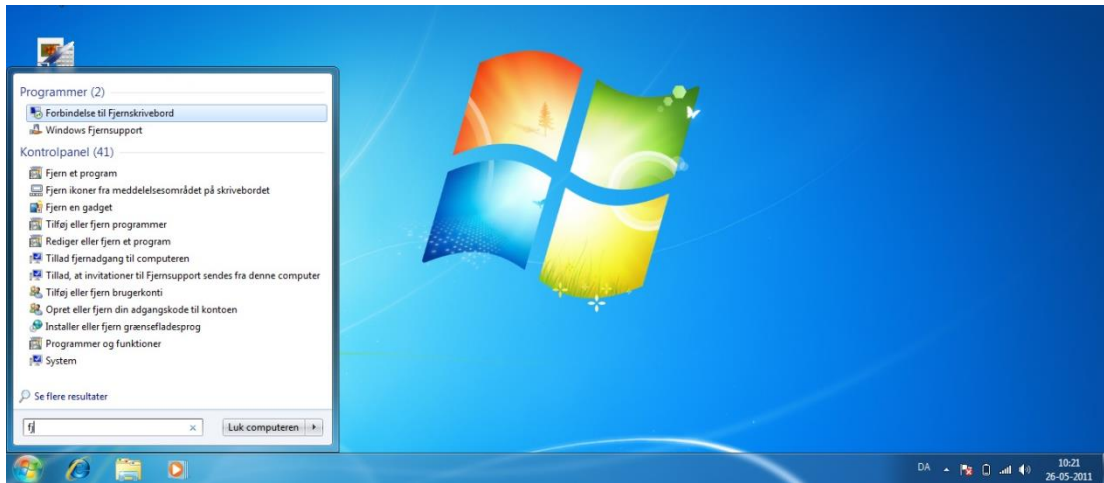 Programmer (2)
Forbindelse til Fjernskrivebord
Windows Fjernsupport
Kontrolpanel (41)
Fjern et program
Fjern ikoner fra meddelelsesområdet på skrivebordet
Fjern en gadget
Tilføj eller fjern programmer
Rediger eller fjern et program
Tillad fjernadgang til computeren
Tillad, at invitationer til Fjernsupport sendes fra denne computer
Tilføj eller fjern brugerkonti
Opret eller fjern din adgangskode til kontoen
Installer eller fjern grænsefladesprog
Programmer og funktioner
System
Se flere resultater
fj
Luk computeren
DA
10:21
26-05-2011